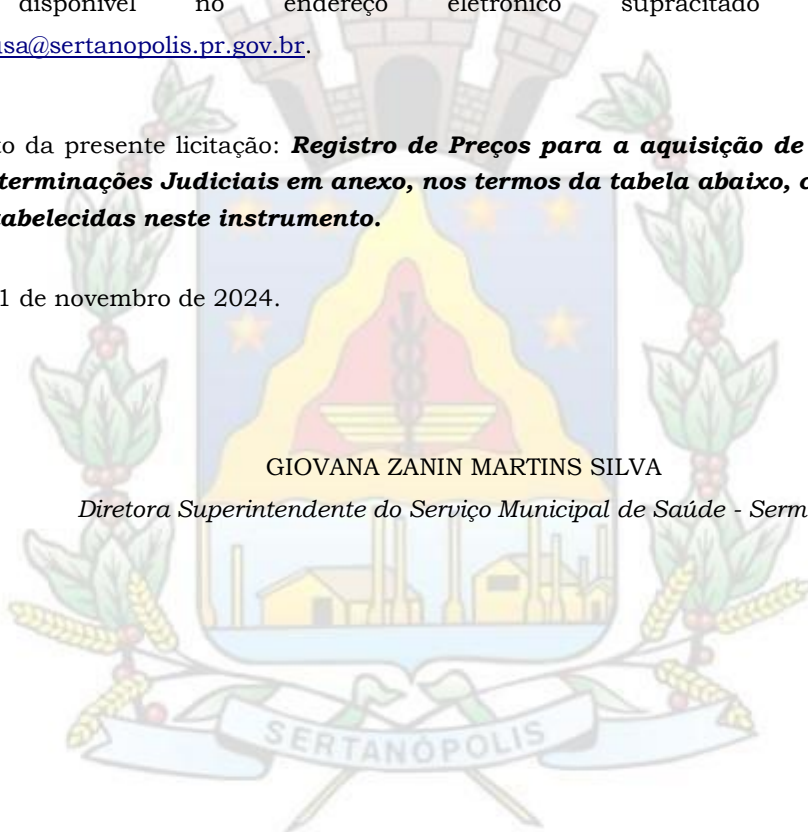 disponível no endereço eletrônico supracitado
usa@sertanopolis.pr.gov.br.
to da presente licitação: Registro de Preços para a aquisição de
terminações Judiciais em anexo, nos termos da tabela abaixo, c
tabelecidas neste instrumento.
1 de novembro de 2024.
GIOVANA ZANIN MARTINS SILVA
Diretora Superintendente do Serviço Municipal de Saúde - Serm
SERTANÓPOLIS